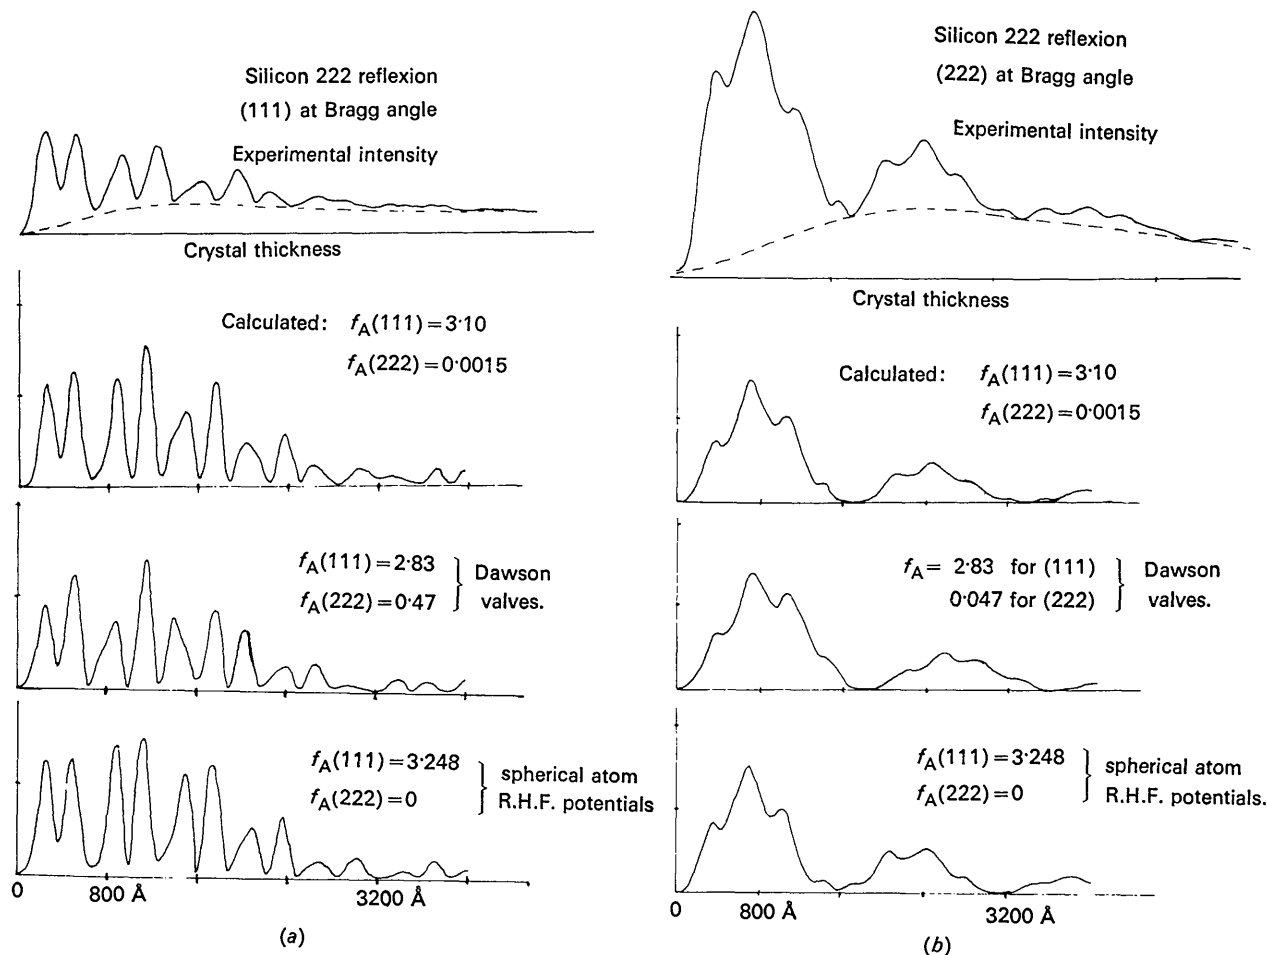 Silicon 222 reflexion
(111) at Bragg angle
Experimental intensity
Crystal thickness
Calculated: fA(111)=3·10
fA(222)=0·0015
fA(111)=2·83
fA(222)=0·47
Dawson
valves.
fA(111)=3·248
fA(222)=0
spherical atom
R.H.F. potentials
0 800 Å 3200 Å
(a)
Silicon 222 reflexion
(222) at Bragg angle
Experimental intensity
Crystal thickness
Calculated: fA(111)=3·10
fA(222)=0·0015
fA= 2·83 for (111)
0·047 for (222)
Dawson
valves.
fA(111)=3·248
fA(222)=0
spherical atom
R.H.F. potentials.
0 800 Å 3200 Å
(b)